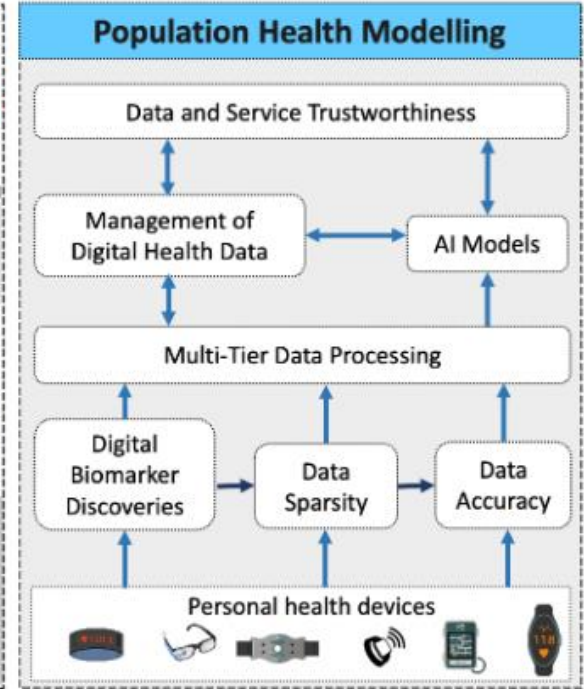 Population Health Modelling
Data and Service Trustworthiness
Management of
Digital Health Data
AI Models
Multi-Tier Data Processing
Digital
Biomarker
Discoveries
Data
Sparsity
Data
Accuracy
Personal health devices
118